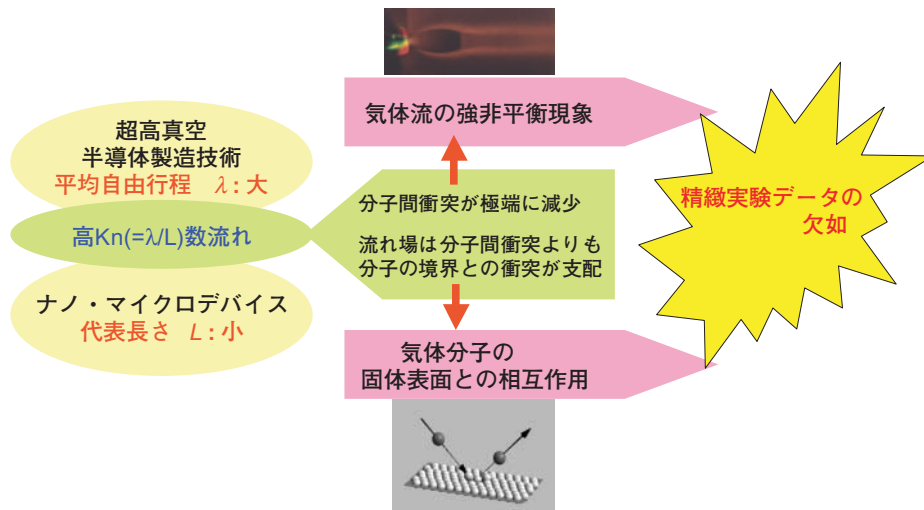 超高真空
半導体製造技術
平均自由行程　λ : 大
高Kn(=λ/L)数流れ
ナノ・マイクロデバイス
代表長さ　L : 小
気体流の強非平衡現象
分子間衝突が極端に減少
流れ場は分子間衝突よりも
分子の境界との衝突が支配
気体分子の
固体表面との相互作用
精緻実験データの
欠如